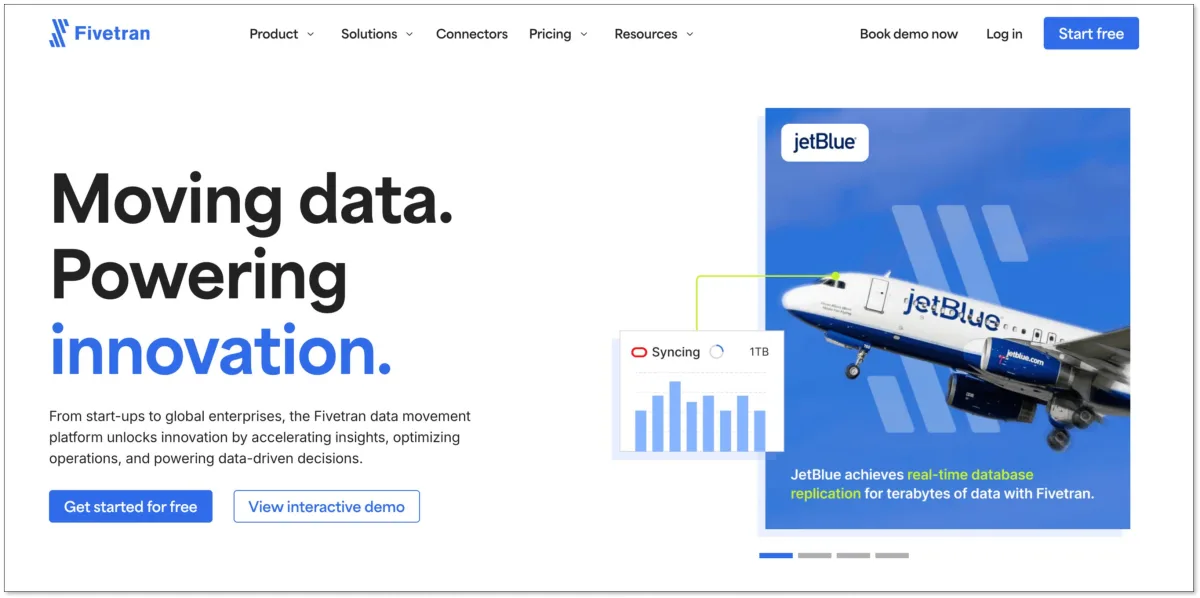 Fivetran
Product
Solutions
Connectors
Pricing
Resources
Book demo now
Log in
Start free
Moving data.
Powering
innovation.
From start-ups to global enterprises, the Fivetran data movement
platform unlocks innovation by accelerating insights, optimizing
operations, and powering data-driven decisions.
Get started for free
View interactive demo
jetBlue
jetBlue
jetblue.com
Syncing
1TB
JetBlue achieves real-time database
replication for terabytes of data with Fivetran.